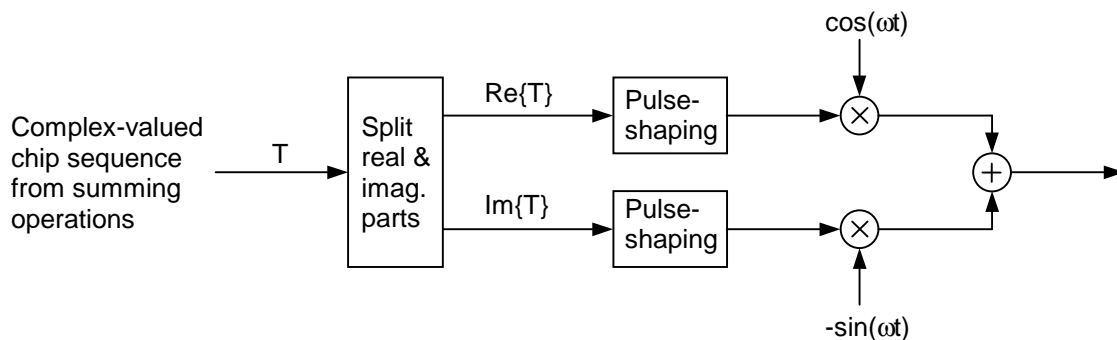 cos(ωt)
Complex-valued
chip sequence
from summing
operations
T
Split
real &
imag.
parts
Re{T}
Pulse-
shaping
Im{T}
Pulse-
shaping
-sin(ωt)